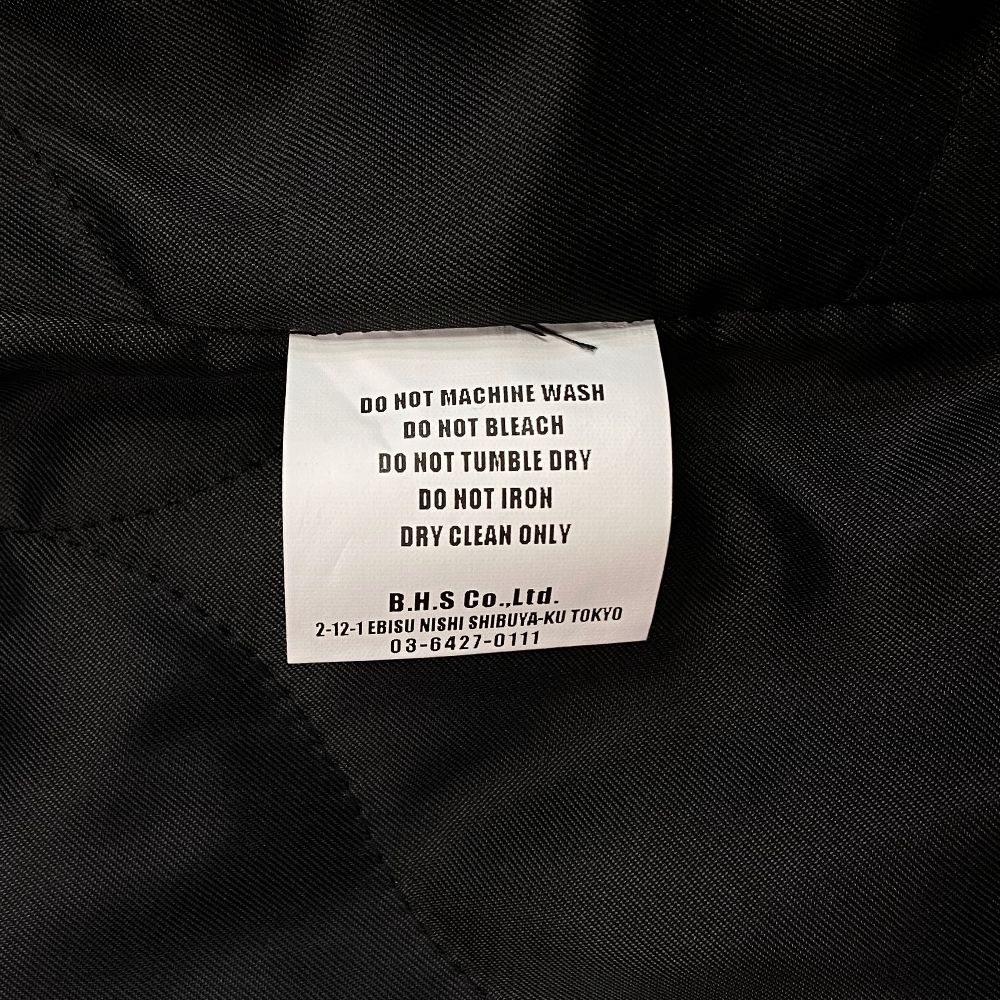 DO NOT MACHINE WASH
DO NOT BLEACH
DO NOT TUMBLE DRY
DO NOT IRON
DRY CLEAN ONLY
B.H.S Co.,Ltd.
2-12-1 EBISU NISHI SHIBUYA-KU TOKYO
03-6427-0111